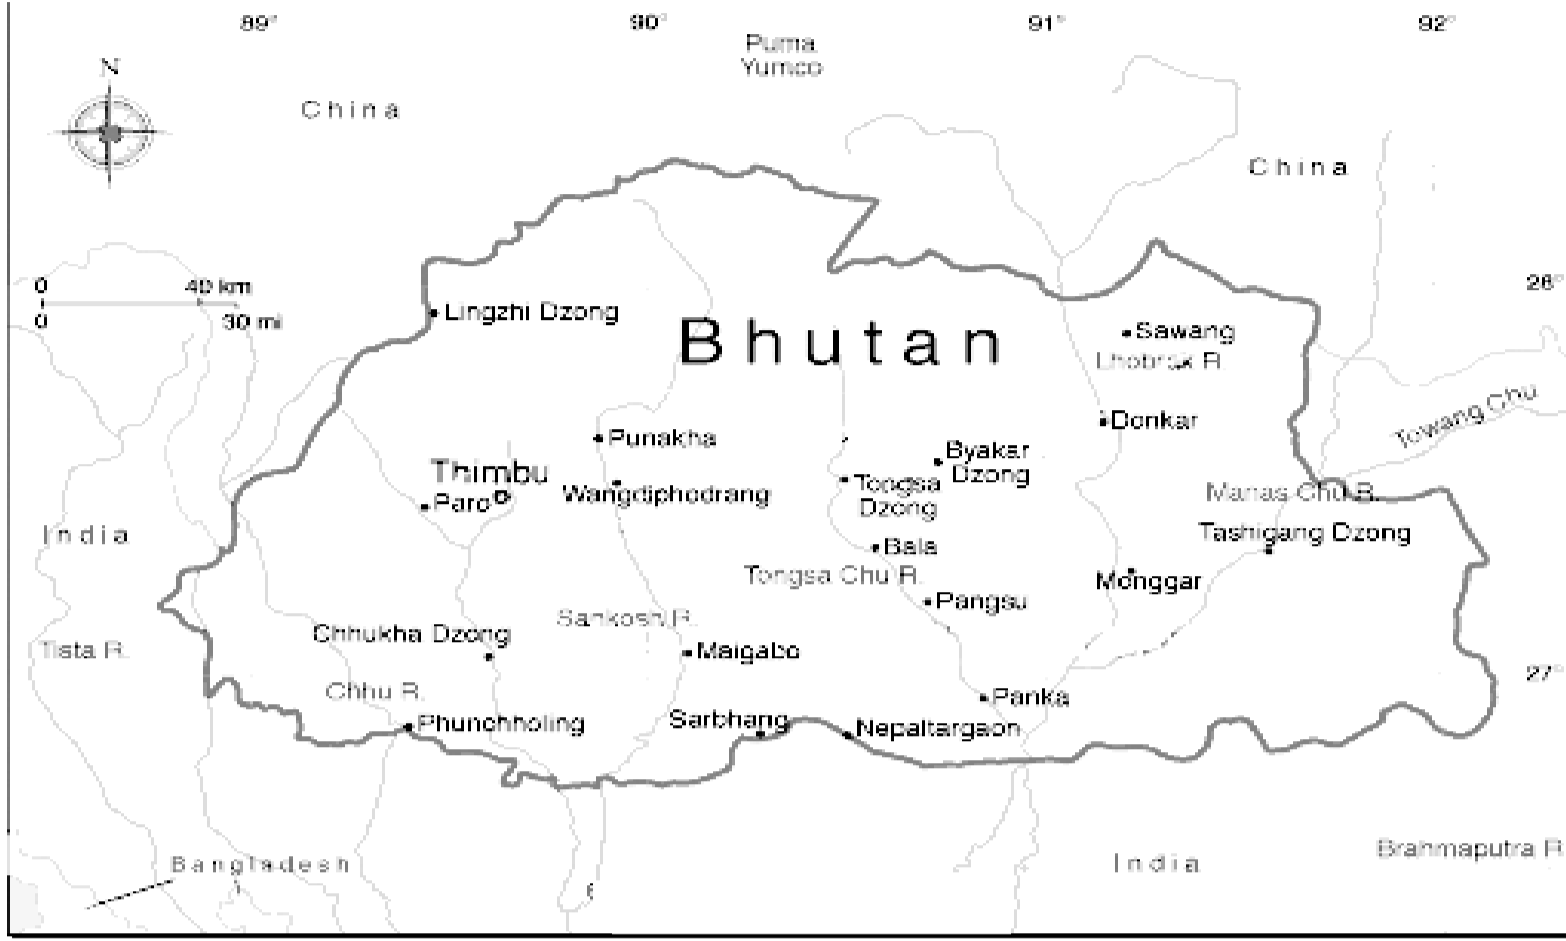 89°
90°
91°
92°
Puma
Yumco
N
China
China
0
40 km
0
30 mi
28°
Lingzhi Dzong
Bhutan
Sawang
Lhobrak R.
Donkar
Towang Chu
Punakha
Byakar
Dzong
Thimbu
Paro
Wangdiphodrang
Tongsa
Dzong
Manas Chu R.
Tashigang Dzong
India
Bala
Tongsa Chu R.
Monggar
Pangsu
Sankosh R.
Chhukha Dzong
Tista R.
Maigabo
27°
Chhu R.
Panka
Phunchholing
Sarbhang
Nepaltargaon
Bangladesh
India
Brahmaputra R